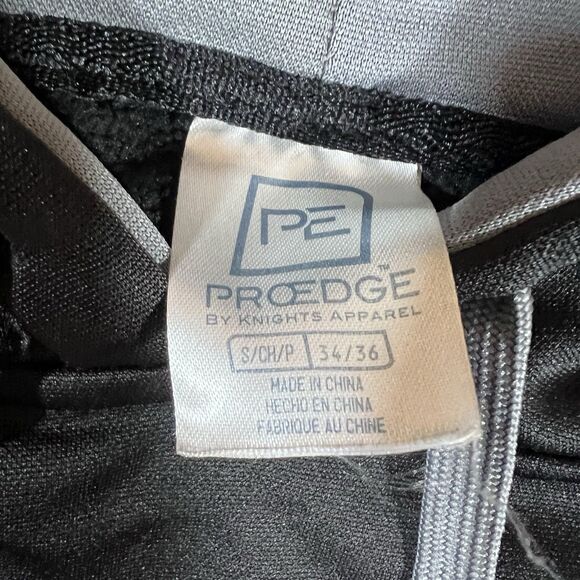 PE
PROEDGE™
BY KNIGHTS APPAREL
S/CH/P 34/36
MADE IN CHINA
HECHO EN CHINA
FABRIQUE AU CHINE